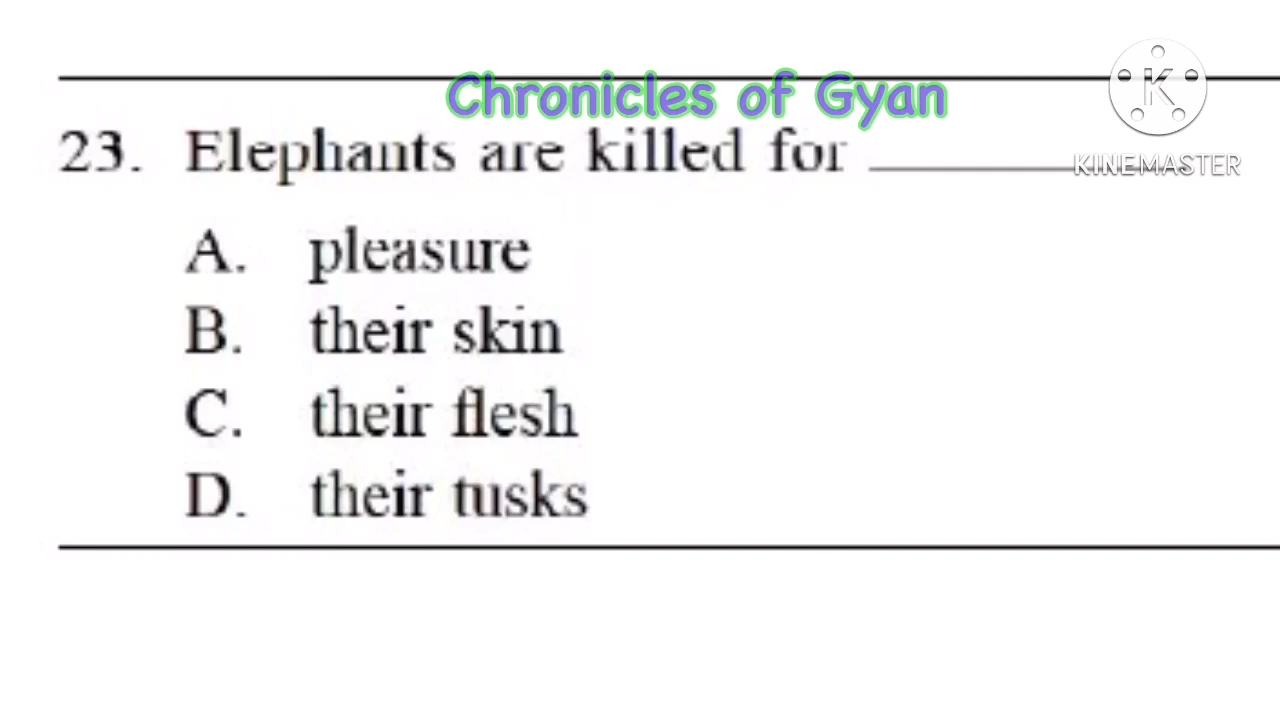 Chronicles of Gyan
K
KINEMASTER
23. Elephants are killed for
A. pleasure
B. their skin
C. their flesh
D. their tusks